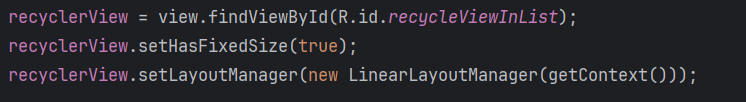 recyclerView = view.findViewById(R.id.recycleViewInList);
recyclerView.setHasFixedSize(true);
recyclerView.setLayoutManager(new LinearLayoutManager(getContext()));